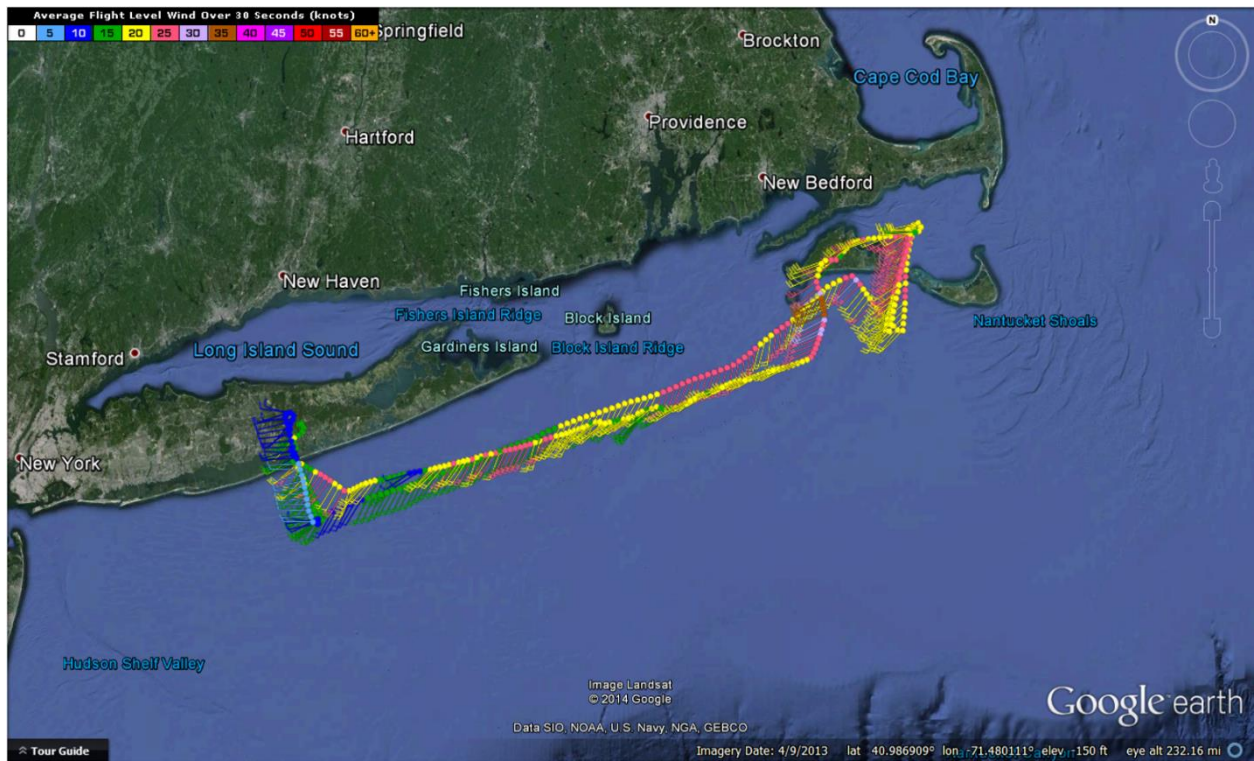 Average Flight Level Wind Over 30 Seconds (knots)
0 5 10 15 20 25 30 35 40 45 50 55 60+
Springfield
Brockton
Cape Cod Bay
N
Hartford
Providence
New Bedford
New Haven
Fishers Island
Fishers Island Ridge
Block Island
Nantucket Shoals
Stamford
Long Island Sound
Gardiners Island
Block Island Ridge
New York
Hudson Shelf Valley
Image Landsat
© 2014 Google
Google earth
Data SIO, NOAA, U.S. Navy, NGA, GEBCO
Tour Guide
Imagery Date: 4/9/2013 lat 40.986909° lon -71.480111° elev -150 ft eye alt 232.16 mi